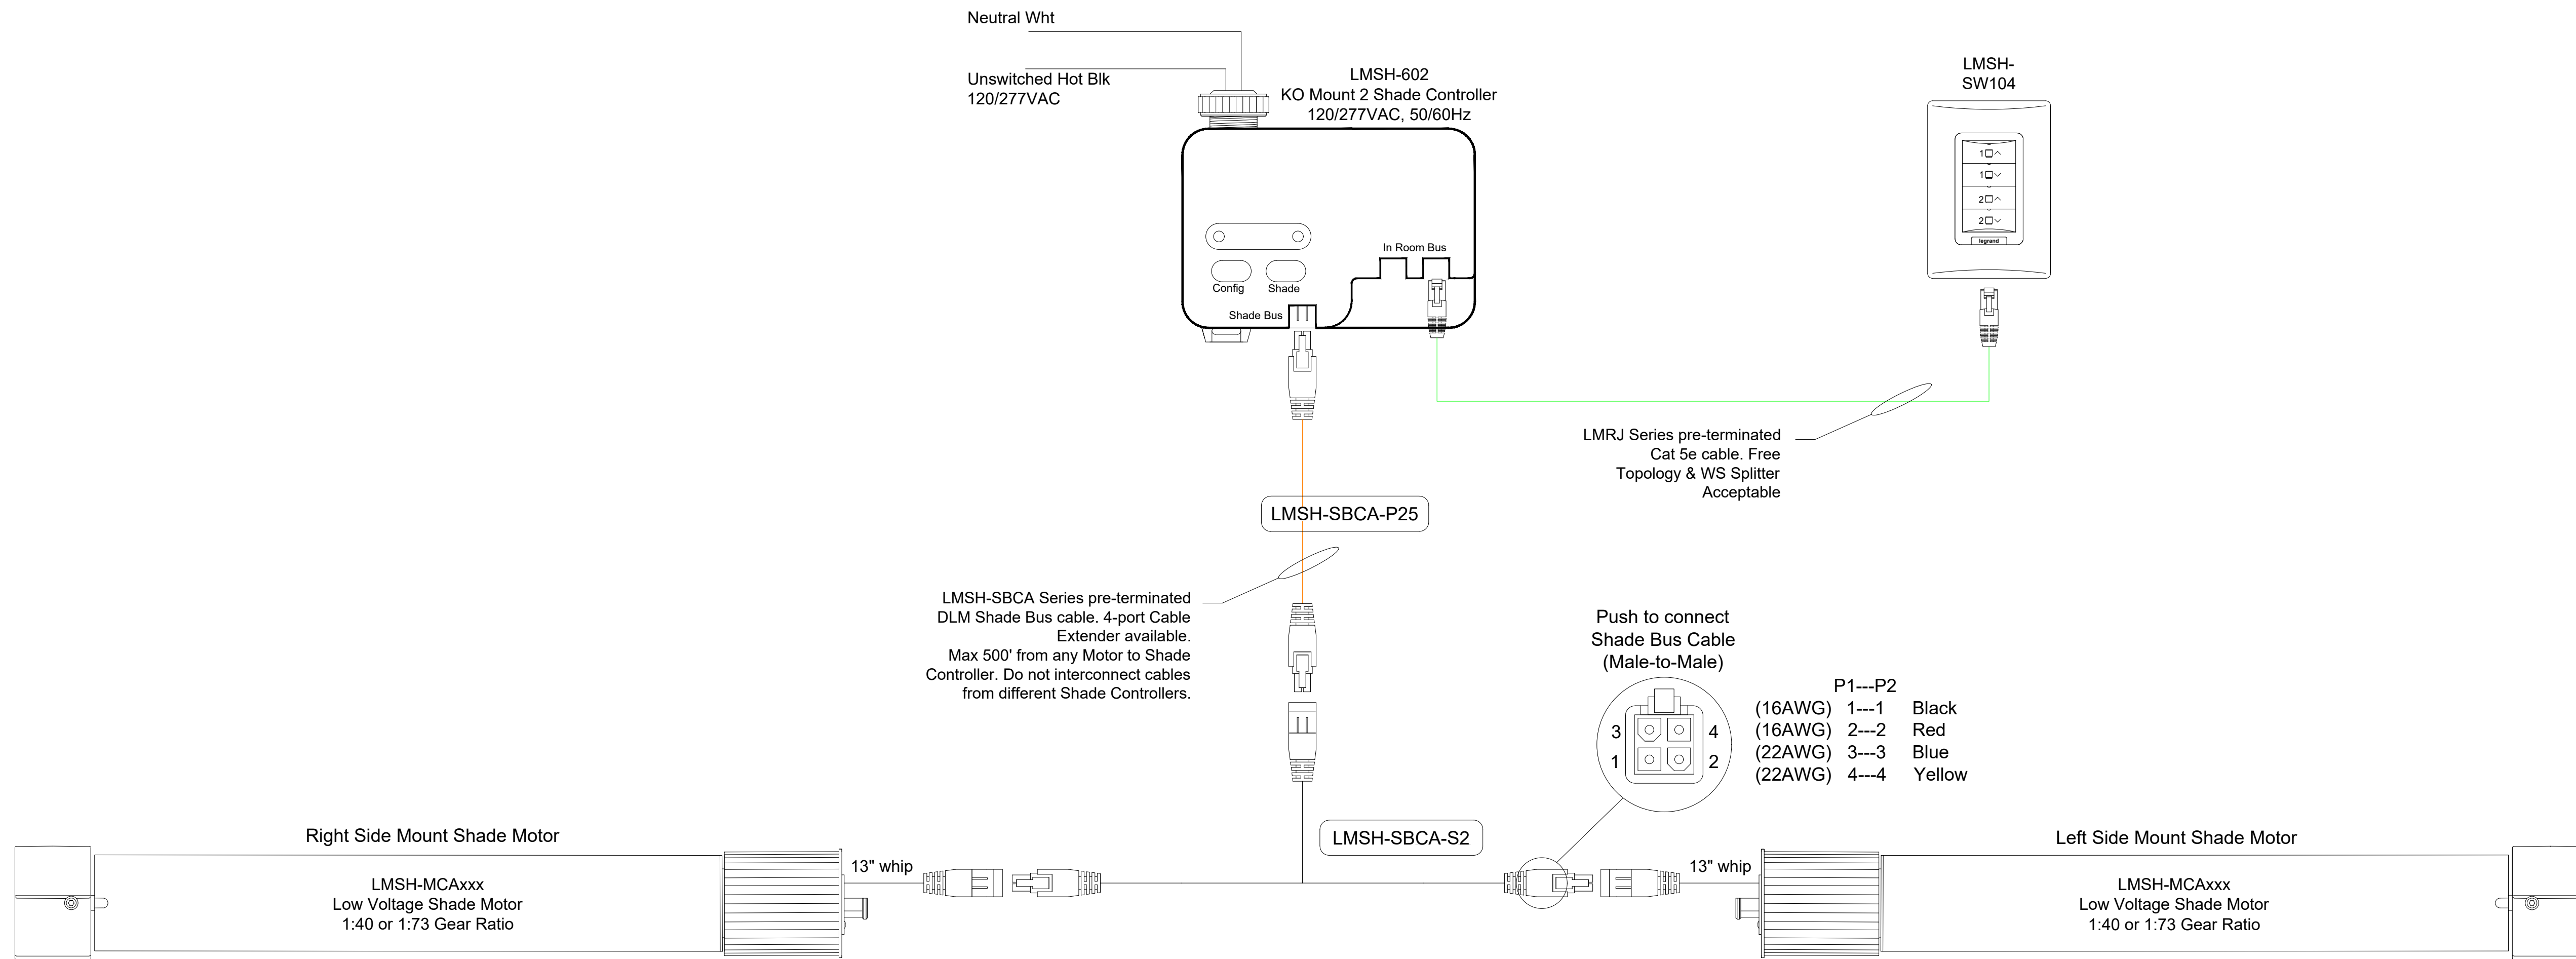 Neutral Wht
Unswitched Hot Blk
120/277VAC
LMSH-602
KO Mount 2 Shade Controller
120/277VAC, 50/60Hz
LMSH-
SW104
1
1
2
2
legrand
In Room Bus
Config
Shade
Shade Bus
LMRJ Series pre-terminated
Cat 5e cable. Free
Topology & WS Splitter
Acceptable
LMSH-SBCA-P25
LMSH-SBCA Series pre-terminated
DLM Shade Bus cable. 4-port Cable
Extender available.
Max 500' from any Motor to Shade
Controller. Do not interconnect cables
from different Shade Controllers.
Push to connect
Shade Bus Cable
(Male-to-Male)
3 4
1 2
P1---P2
(16AWG) 1---1 Black
(16AWG) 2---2 Red
(22AWG) 3---3 Blue
(22AWG) 4---4 Yellow
LMSH-SBCA-S2
Right Side Mount Shade Motor
LMSH-MCAxxx
Low Voltage Shade Motor
1:40 or 1:73 Gear Ratio
13" whip
13" whip
Left Side Mount Shade Motor
LMSH-MCAxxx
Low Voltage Shade Motor
1:40 or 1:73 Gear Ratio